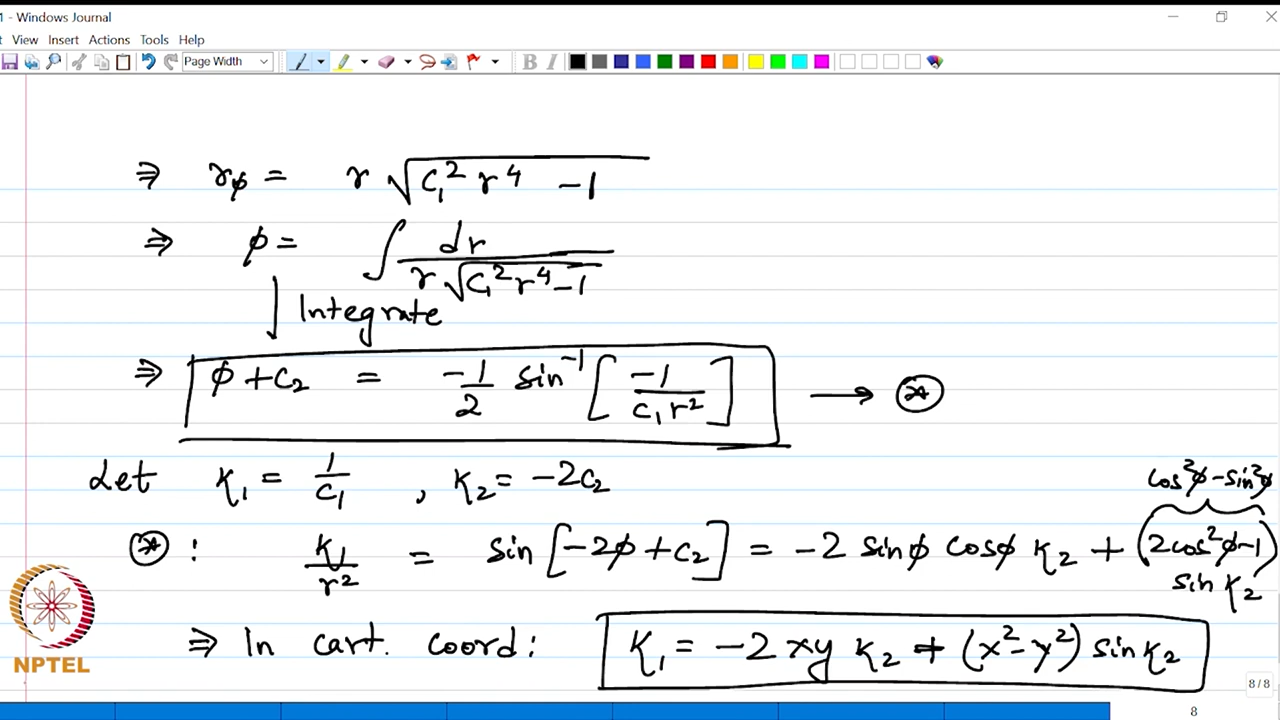 1 - Windows Journal
View Insert Actions Tools Help
Page Width
⇒ r_φ = r √(c₁² r⁴ - 1)
⇒ φ = ∫ dr / (r √(c₁² r⁴ - 1))
↓ Integrate
⇒ φ + c₂ = -1/2 sin⁻¹ [ -1 / (c₁ r²) ] → ⊛
Let K₁ = 1/c₁ , K₂ = -2c₂
cos²φ - sin²φ
⊛ : K₁/r² = sin [-2φ + c₂] = -2 sinφ cosφ K₂ + (2cos²φ - 1)
sin K₂
⇒ In cart. coord: K₁ = -2 xy K₂ + (x² - y²) sin K₂
NPTEL
8/8
8